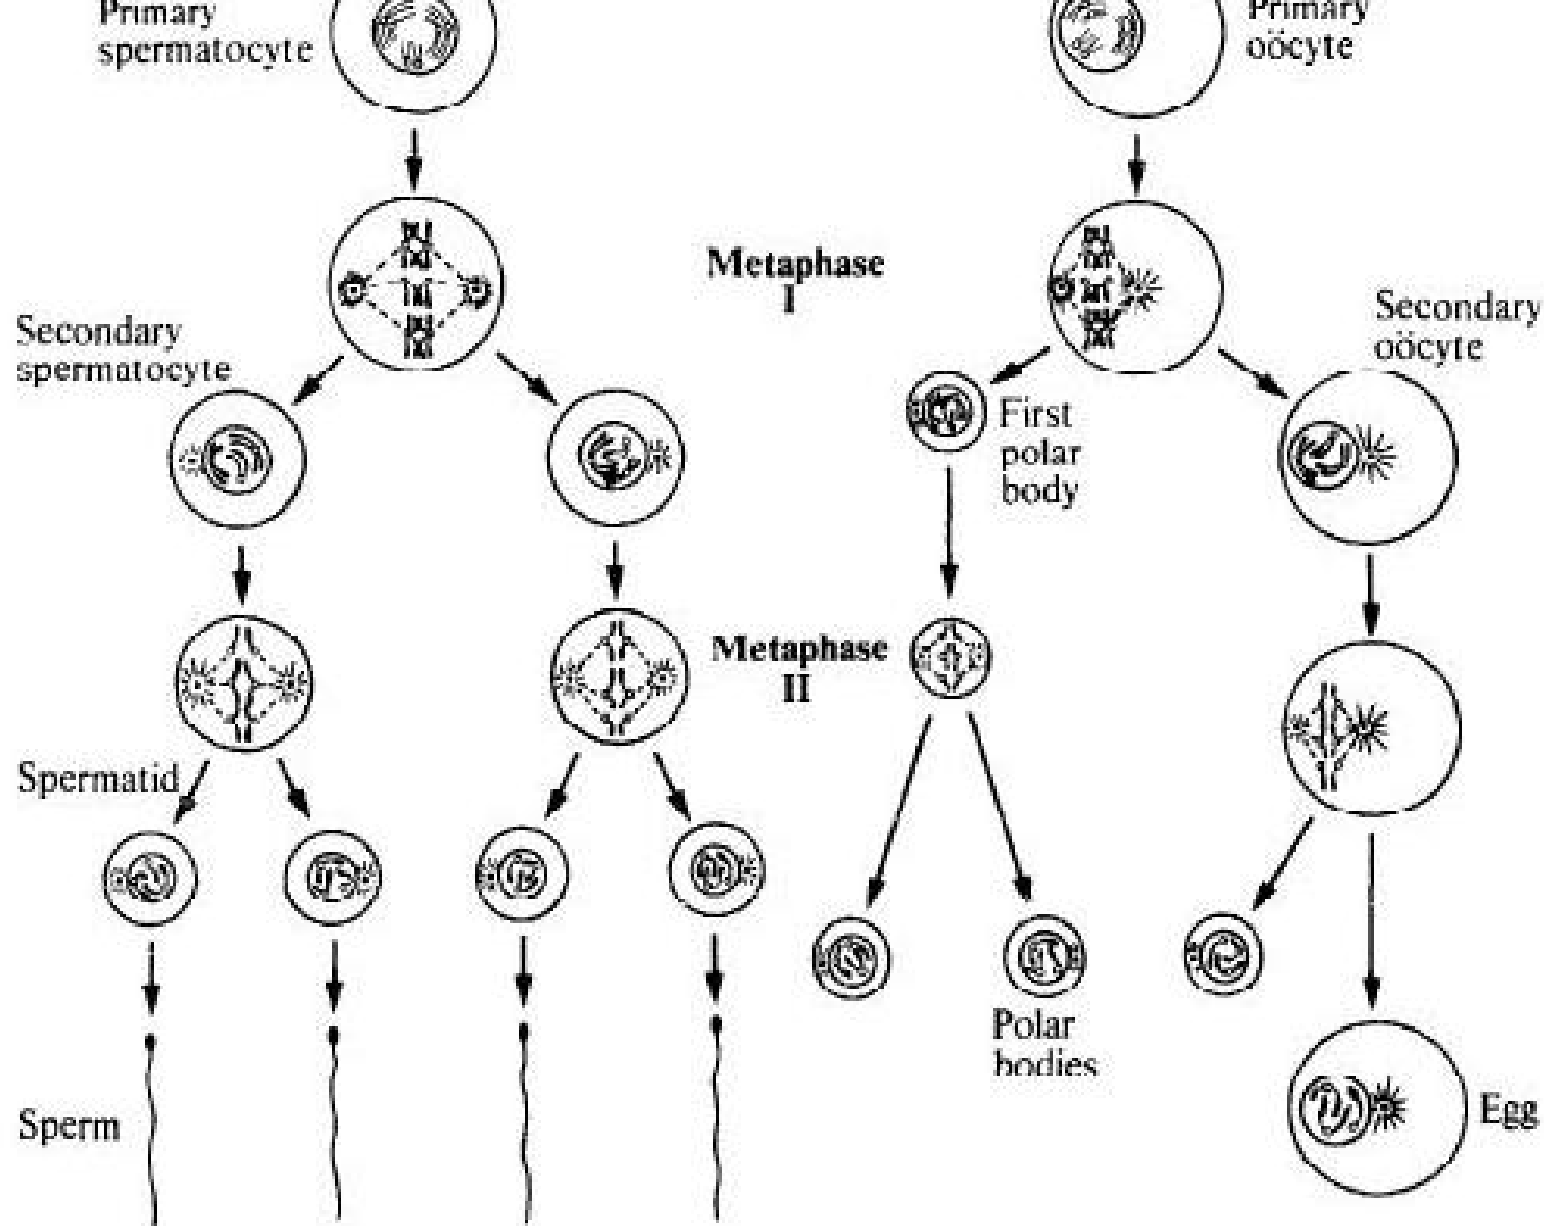 Primary
spermatocyte
Primary
oöcyte
Metaphase
I
Secondary
spermatocyte
Secondary
oöcyte
First
polar
body
Metaphase
II
Spermatid
Polar
bodies
Sperm
Egg